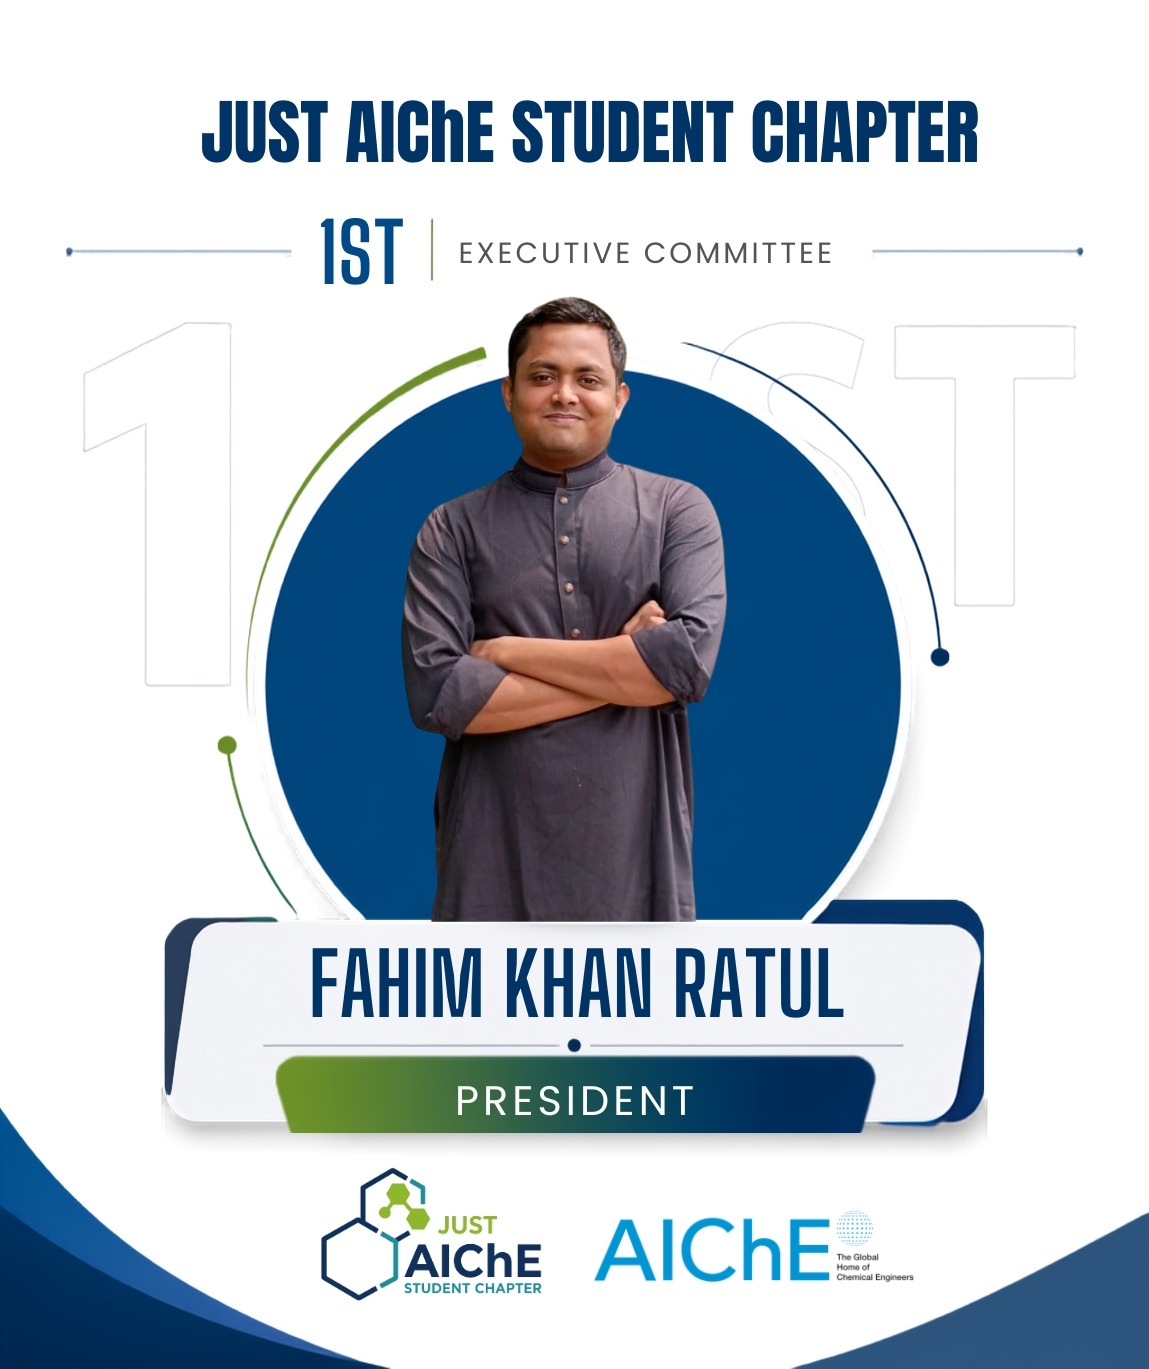 JUST AIChE STUDENT CHAPTER
1ST | EXECUTIVE COMMITTEE
1ST
FAHIM KHAN RATUL
PRESIDENT
JUST
AIChE
STUDENT CHAPTER
AIChE
The Global
Home of
Chemical Engineers